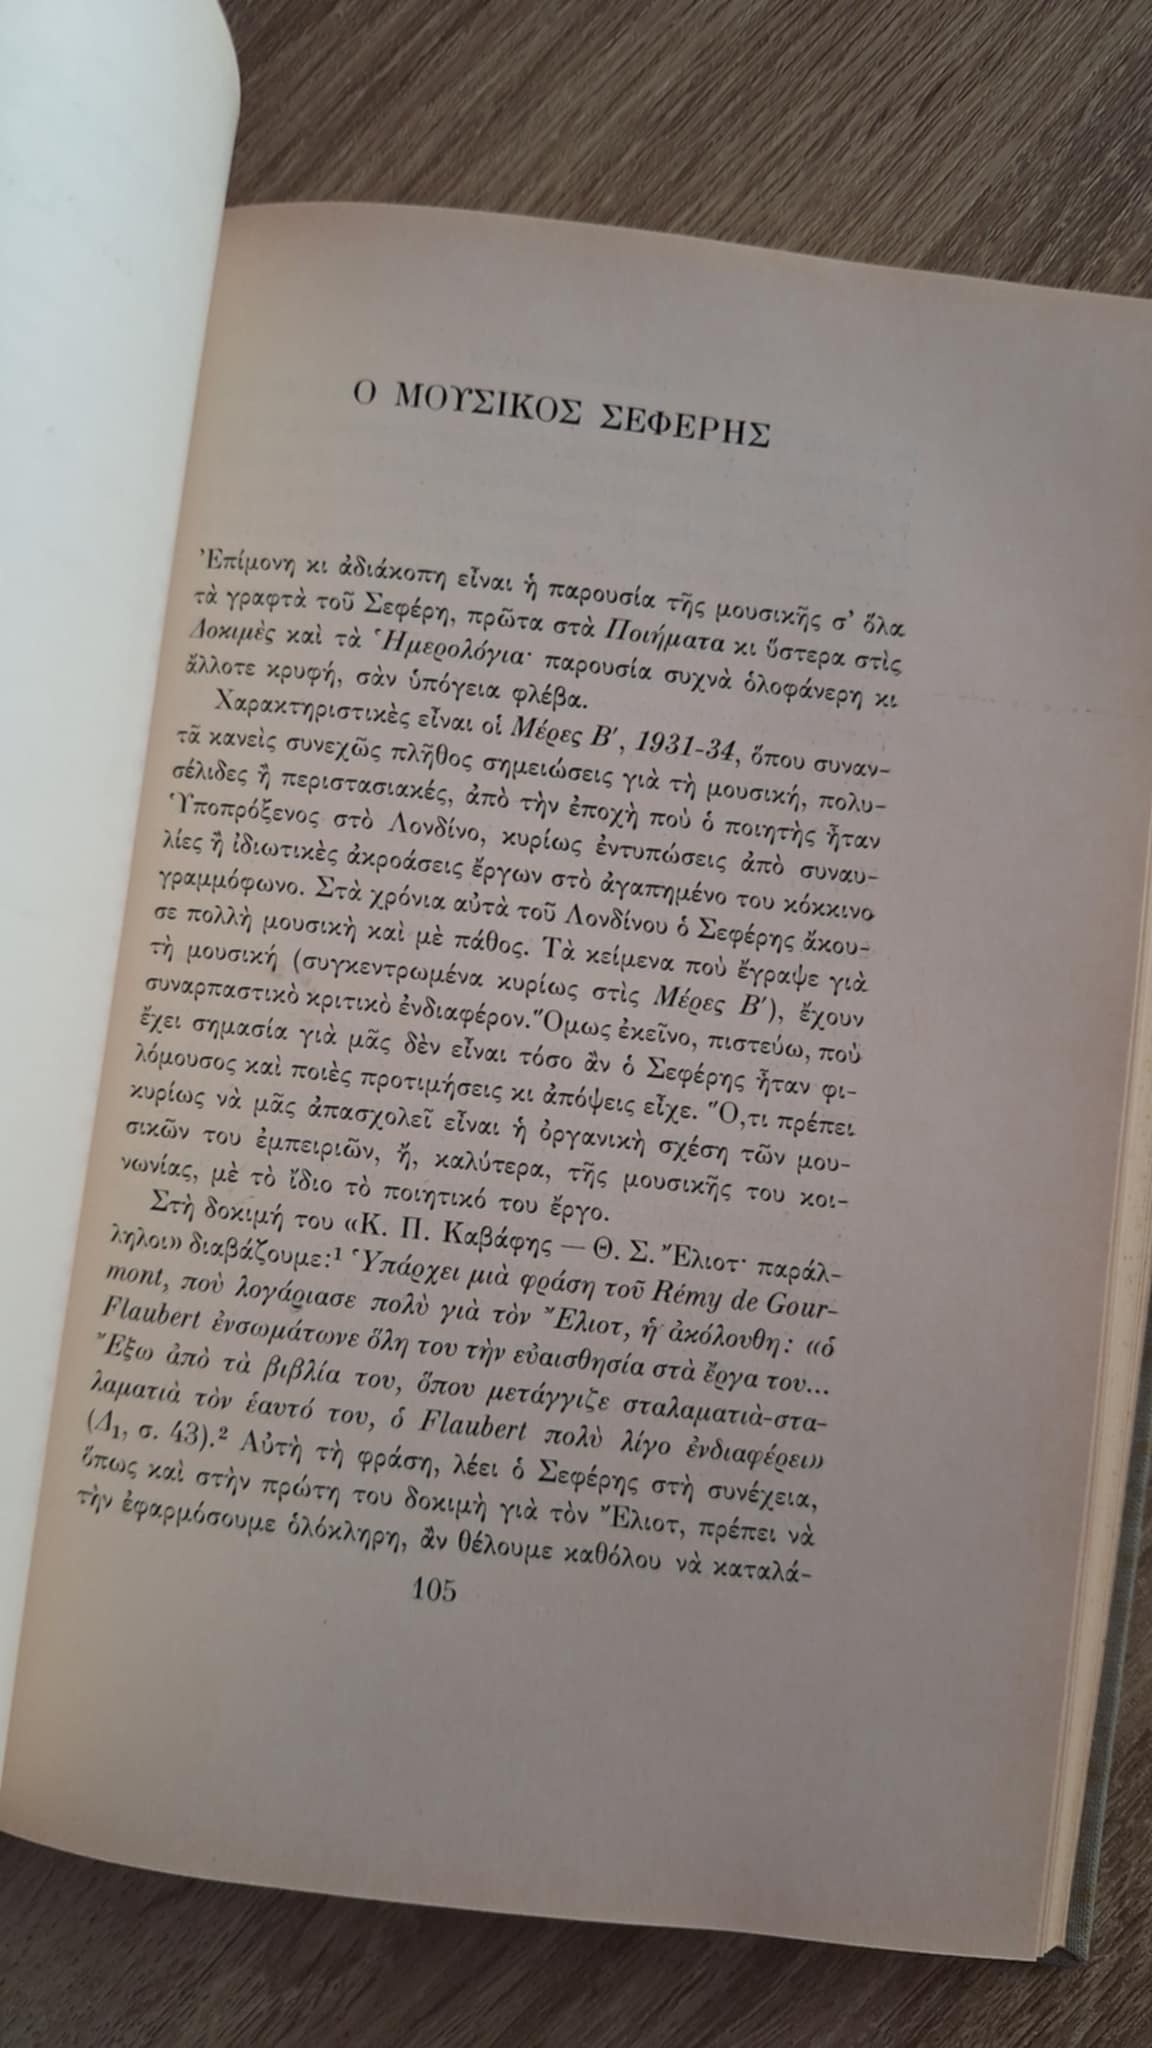 Ο ΜΟΥΣΙΚΟΣ ΣΕΦΕΡΗΣ
Ἐπίμονη κι ἀδιάκοπη εἶναι ἡ παρουσία τῆς μουσικῆς σ' ὅλα
τὰ γραφτὰ τοῦ Σεφέρη, πρῶτα στὰ Ποιήματα κι ὕστερα στὶς
Δοκιμὲς καὶ τὰ Ἡμερολόγια· παρουσία συχνὰ ὁλοφάνερη κι
ἄλλοτε κρυφή, σὰν ὑπόγεια φλέβα.
Χαρακτηριστικὲς εἶναι οἱ Μέρες Β', 1931-34, ὅπου συναν-
τᾶ κανεὶς συνεχῶς πλῆθος σημειώσεις γιὰ τὴ μουσική, πολυ-
σέλιδες ἢ περιστασιακές, ἀπὸ τὴν ἐποχὴ ποὺ ὁ ποιητὴς ἦταν
Ὑποπρόξενος στὸ Λονδίνο, κυρίως ἐντυπώσεις ἀπὸ συναυ-
λίες ἢ ἰδιωτικὲς ἀκροάσεις ἔργων στὸ ἀγαπημένο του κόκκινο
γραμμόφωνο. Στὰ χρόνια αὐτὰ τοῦ Λονδίνου ὁ Σεφέρης ἄκου-
σε πολλὴ μουσικὴ καὶ μὲ πάθος. Τὰ κείμενα ποὺ ἔγραψε γιὰ
τὴ μουσική (συγκεντρωμένα κυρίως στὶς Μέρες Β'), ἔχουν
συναρπαστικὸ κριτικὸ ἐνδιαφέρον. Ὅμως ἐκεῖνο, πιστεύω, ποὺ
ἔχει σημασία γιὰ μᾶς δὲν εἶναι τόσο ἂν ὁ Σεφέρης ἦταν φι-
λόμουσος καὶ ποιὲς προτιμήσεις κι ἀπόψεις εἶχε. Ὅ,τι πρέπει
κυρίως νὰ μᾶς ἀπασχολεῖ εἶναι ἡ ὀργανικὴ σχέση τῶν μου-
σικῶν του ἐμπειριῶν, ἤ, καλύτερα, τῆς μουσικῆς του κοι-
νωνίας, μὲ τὸ ἴδιο τὸ ποιητικό του ἔργο.
Στὴ δοκιμή του «Κ. Π. Καβάφης — Θ. Σ. Ἔλιοτ· παράλ-
ληλοι» διαβάζουμε:¹ Ὑπάρχει μιὰ φράση τοῦ Rémy de Gour-
mont, ποὺ λογάριασε πολὺ γιὰ τὸν Ἔλιοτ, ἡ ἀκόλουθη: «ὁ
Flaubert ἐνσωμάτωνε ὅλη του τὴν εὐαισθησία στὰ ἔργα του...
Ἔξω ἀπὸ τὰ βιβλία του, ὅπου μετάγγιζε σταλαματιὰ-στα-
λαματιὰ τὸν ἑαυτό του, ὁ Flaubert πολὺ λίγο ἐνδιαφέρει»
(Δ₁, σ. 43).² Αὐτὴ τὴ φράση, λέει ὁ Σεφέρης στὴ συνέχεια,
ὅπως καὶ στὴν πρώτη του δοκιμὴ γιὰ τὸν Ἔλιοτ, πρέπει νὰ
τὴν ἐφαρμόσουμε ὁλόκληρη, ἂν θέλουμε καθόλου νὰ καταλά-
105